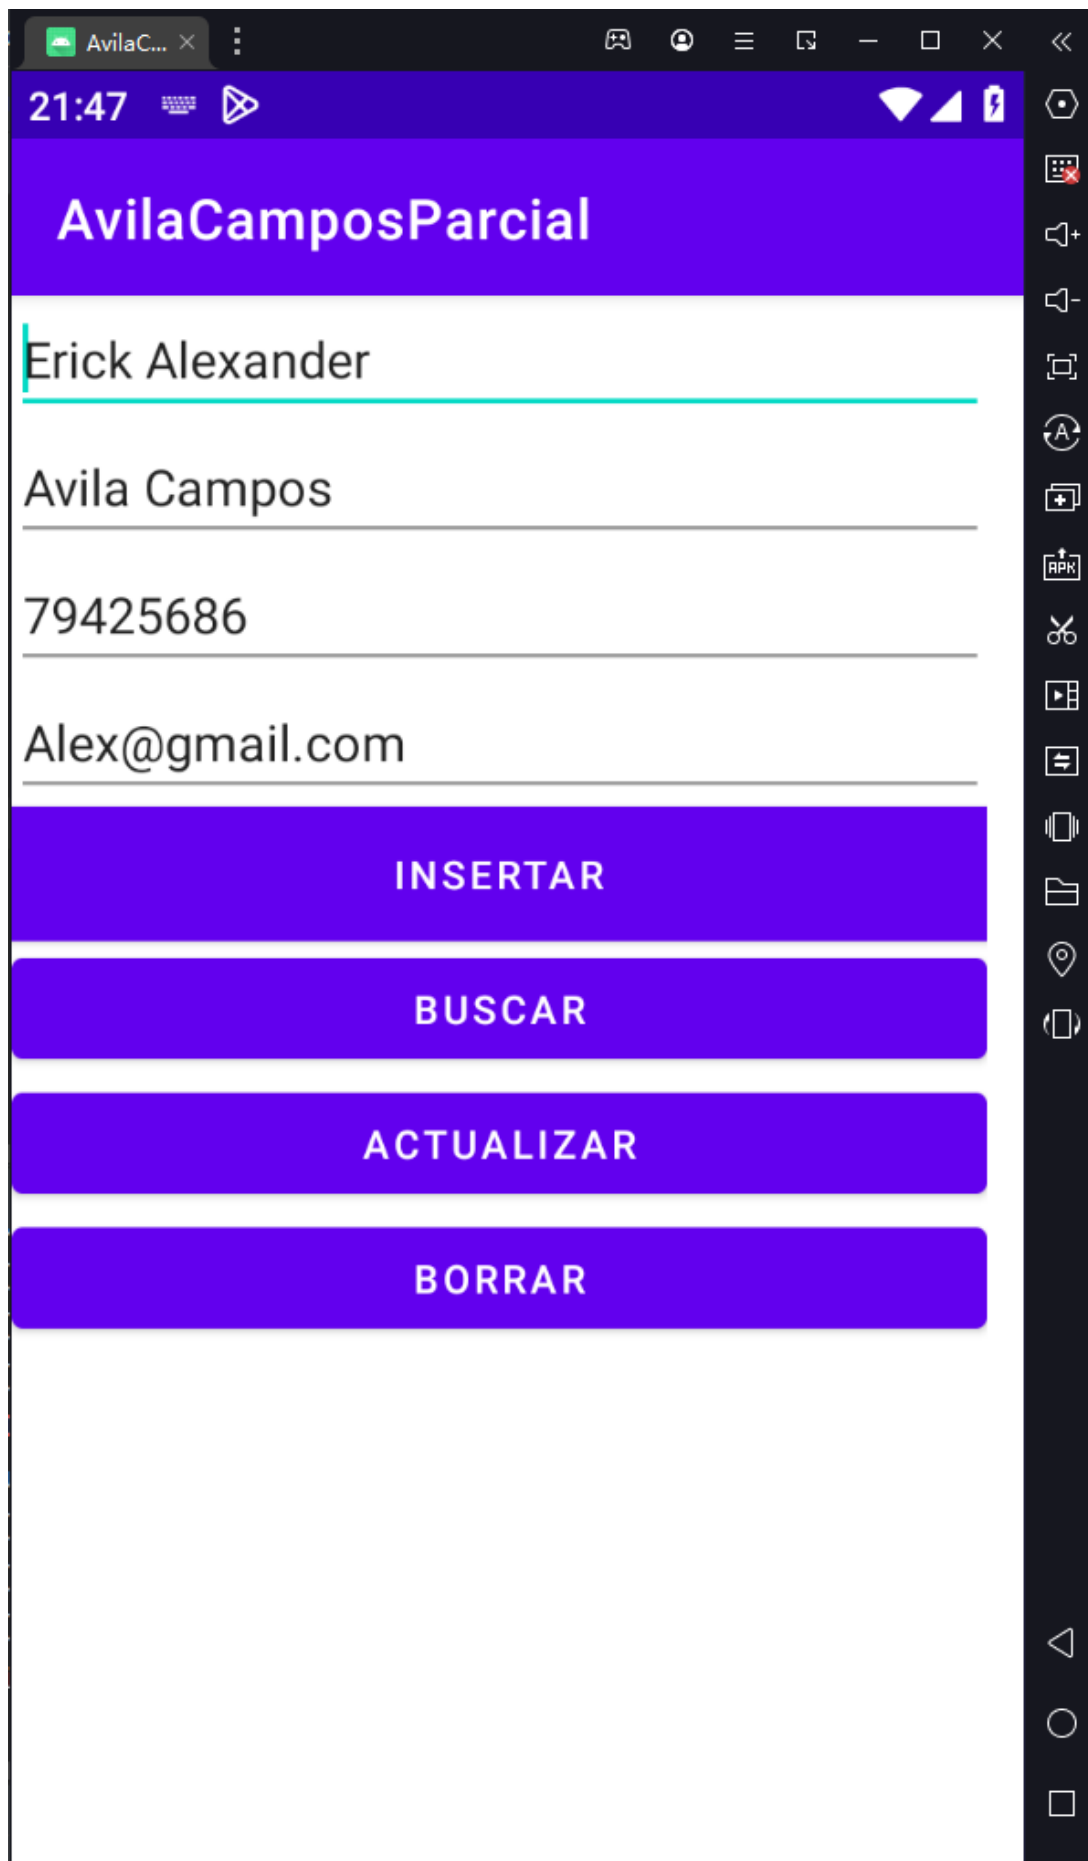 AvilaC...
21:47
AvilaCamposParcial
Erick Alexander
Avila Campos
79425686
Alex@gmail.com
INSERTAR
BUSCAR
ACTUALIZAR
BORRAR
A
APK